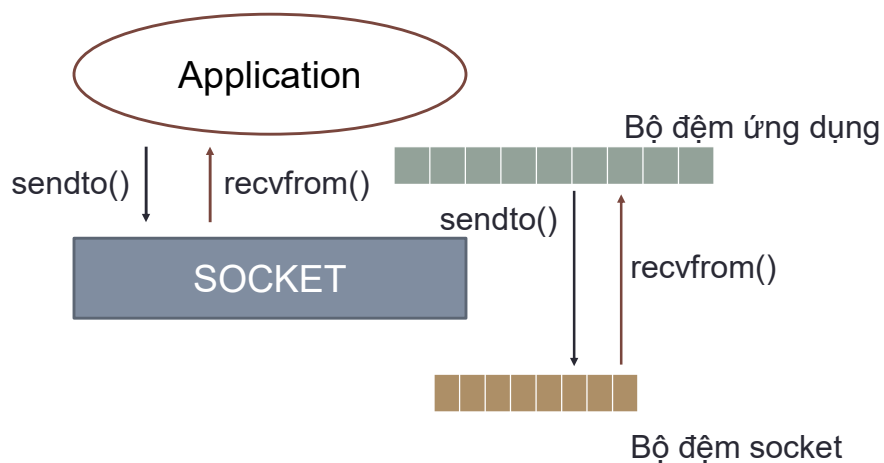 Application
Bộ đệm ứng dụng
sendto()
recvfrom()
sendto()
SOCKET
recvfrom()
Bộ đệm socket